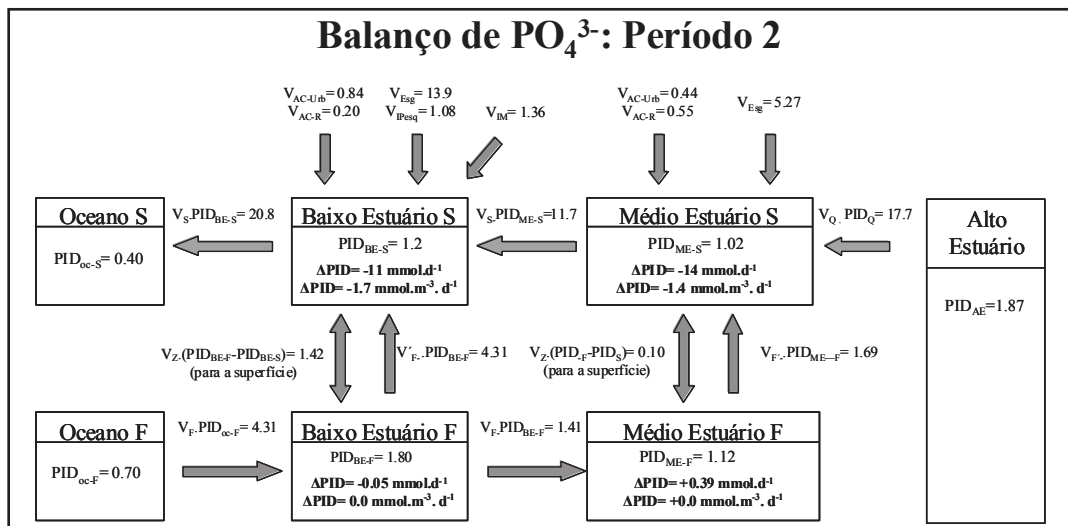 Balanço de PO₄³⁻: Período 2
V_AC-Urb = 0.84
V_AC-R = 0.20
V_Esg = 13.9
V_IPesq = 1.08
V_IM = 1.36
V_AC-Urb = 0.44
V_AC-R = 0.55
V_Esg = 5.27
Oceano S
PID_oc-S = 0.40
V_S.PID_BE-S = 20.8
Baixo Estuário S
PID_BE-S = 1.2
ΔPID= -11 mmol.d⁻¹
ΔPID= -1.7 mmol.m⁻³. d⁻¹
V_S.PID_ME-S = 11.7
Médio Estuário S
PID_ME-S = 1.02
ΔPID= -14 mmol.d⁻¹
ΔPID= -1.4 mmol.m⁻³. d⁻¹
V_Q . PID_Q = 17.7
Alto
Estuário
PID_AE=1.87
V_Z.(PID_BE-F-PID_BE-S)= 1.42
(para a superfície)
V´_F-.PID_BE-F = 4.31
V_Z.(PID_-F-PID_S)= 0.10
(para a superfície)
V_F´-.PID_ME—F = 1.69
Oceano F
PID_oc-F = 0.70
V_F.PID_oc-F = 4.31
Baixo Estuário F
PID_BE-F = 1.80
ΔPID= -0.05 mmol.d⁻¹
ΔPID= 0.0 mmol.m⁻³. d⁻¹
V_F-PID_BE-F = 1.41
Médio Estuário F
PID_ME-F = 1.12
ΔPID= +0.39 mmol.d⁻¹
ΔPID= +0.0 mmol.m⁻³. d⁻¹